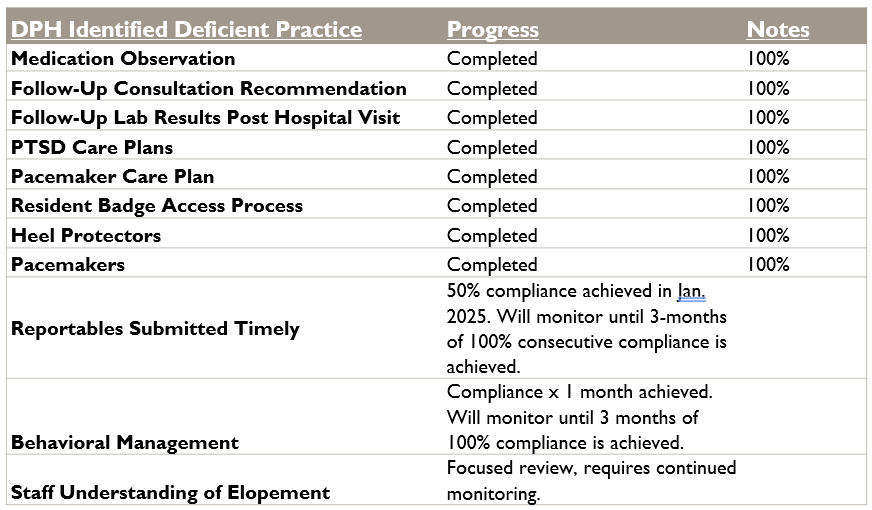 DPH Identified Deficient Practice Progress Notes
Medication Observation Completed 100%
Follow-Up Consultation Recommendation Completed 100%
Follow-Up Lab Results Post Hospital Visit Completed 100%
PTSD Care Plans Completed 100%
Pacemaker Care Plan Completed 100%
Resident Badge Access Process Completed 100%
Heel Protectors Completed 100%
Pacemakers Completed 100%
Reportables Submitted Timely
50% compliance achieved in Jan,
2025. Will monitor until 3-months
of 100% consecutive compliance is
achieved.
Behavioral Management
Compliance x 1 month achieved.
Will monitor until 3 months of
100% compliance is achieved.
Staff Understanding of Elopement
Focused review, requires continued
monitoring.